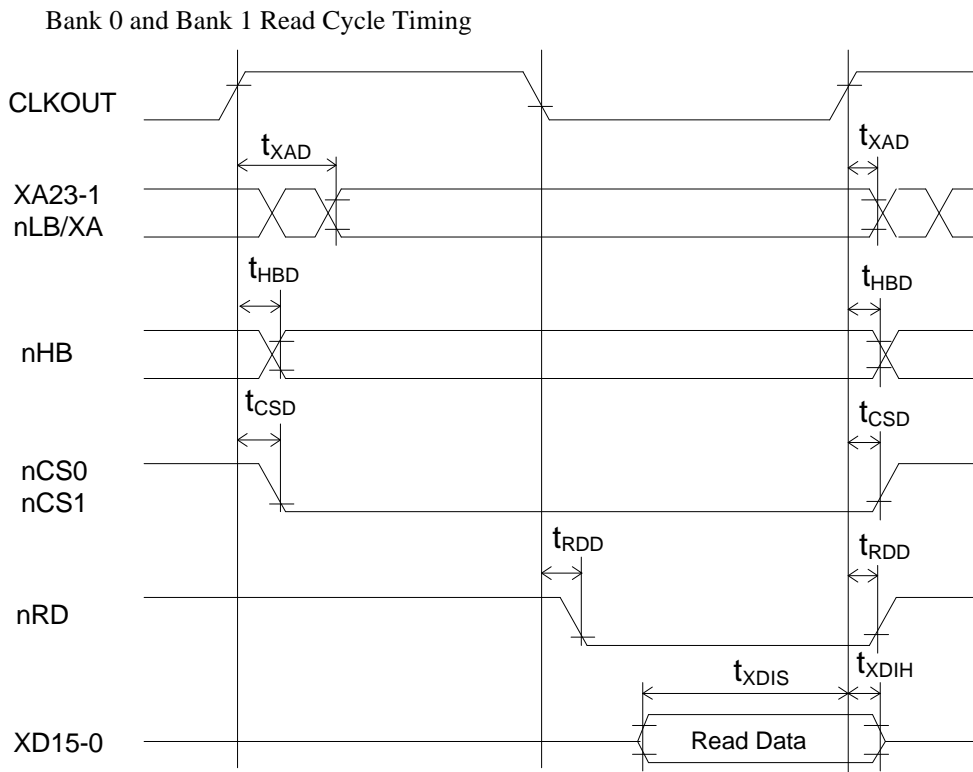 Bank 0 and Bank 1 Read Cycle Timing
CLKOUT
tXAD
tXAD
XA23-1
nLB/XA
tHBD
tHBD
nHB
tCSD
tCSD
nCS0
nCS1
tRDD
tRDD
nRD
tXDIS
tXDIH
XD15-0
Read Data